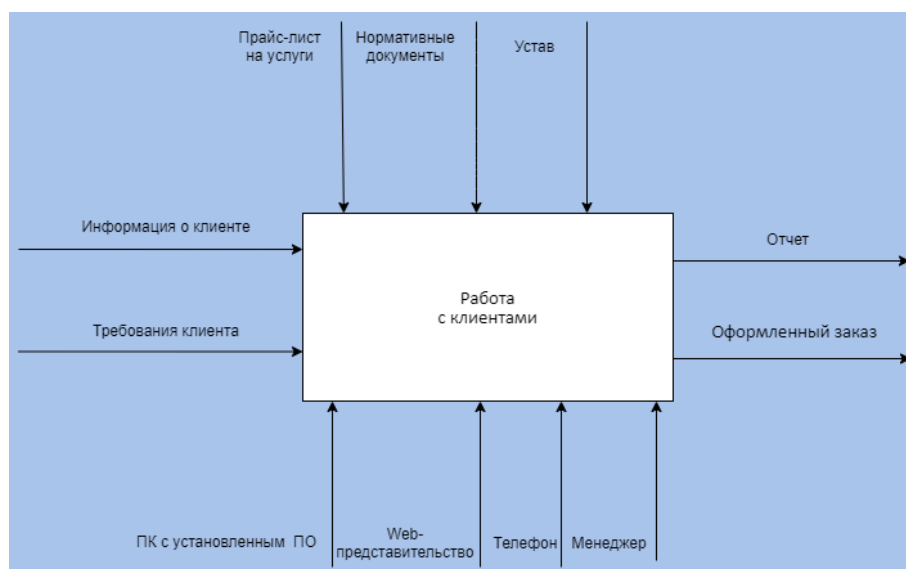 Прайс-лист
на услуги
Нормативные
документы
Устав
Информация о клиенте
Отчет
Работа
с клиентами
Требования клиента
Оформленный заказ
ПК с установленным ПО
Web-
представительство
Телефон
Менеджер